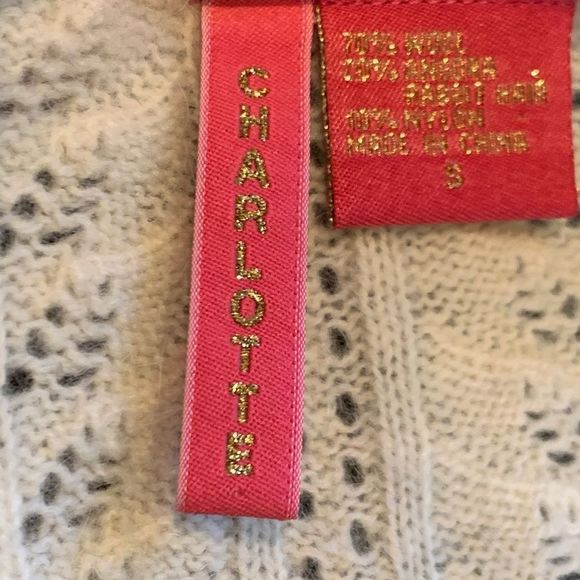 CHARLOTTE
70% WOOL
20% ANGORA
RABBIT HAIR
10% NYLON
MADE IN CHINA
S